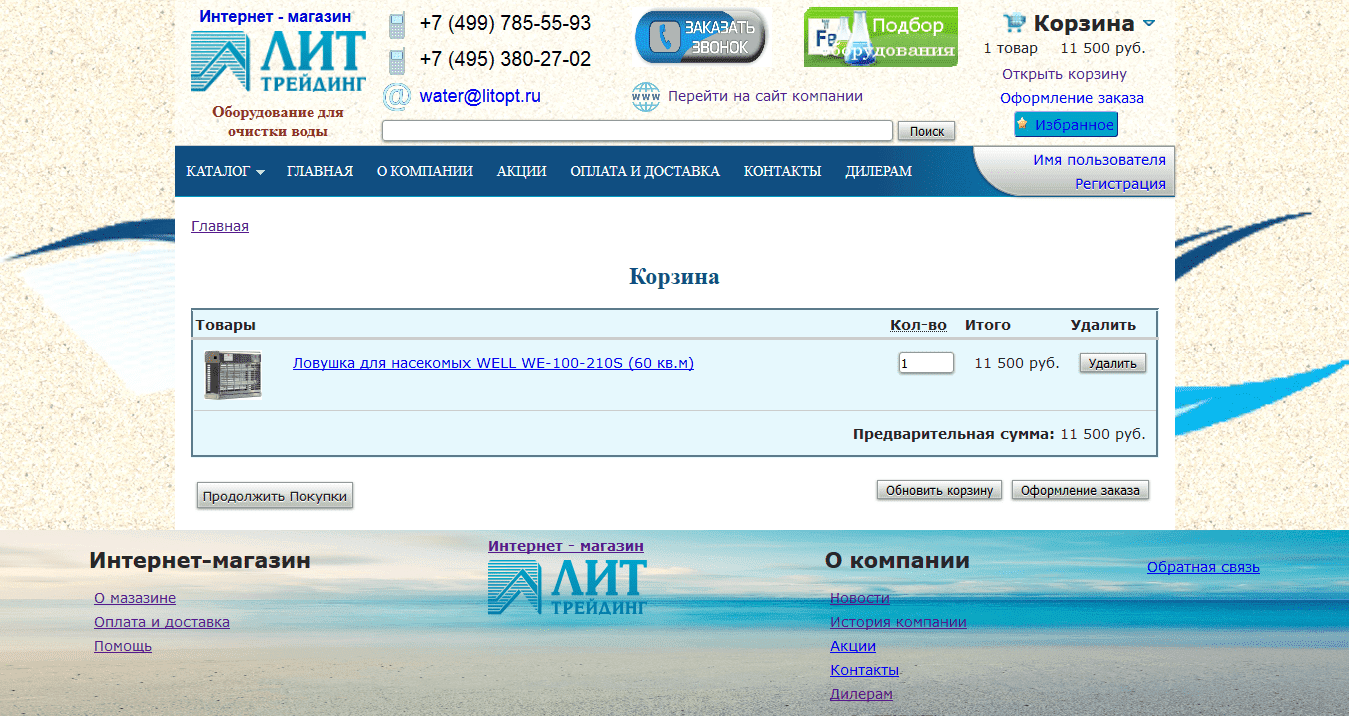 Интернет - магазин
ЛИТ
ТРЕЙДИНГ
Оборудование для
очистки воды
+7 (499) 785-55-93
+7 (495) 380-27-02
@ water@litopt.ru
ЗАКАЗАТЬ
ЗВОНОК
www Перейти на сайт компании
Fe
Подбор
оборудования
Поиск
Корзина
1 товар 11 500 руб.
Открыть корзину
Оформление заказа
Избранное
КАТАЛОГ ГЛАВНАЯ О КОМПАНИИ АКЦИИ ОПЛАТА И ДОСТАВКА КОНТАКТЫ ДИЛЕРАМ
Имя пользователя
Регистрация
Главная
Корзина
Товары Кол-во Итого Удалить
Ловушка для насекомых WELL WE-100-210S (60 кв.м) 1 11 500 руб. Удалить
Предварительная сумма: 11 500 руб.
Продолжить Покупки Обновить корзину Оформление заказа
Интернет-магазин
О мазазине
Оплата и доставка
Помощь
Интернет - магазин
ЛИТ
ТРЕЙДИНГ
О компании
Новости
История компании
Акции
Контакты
Дилерам
Обратная связь